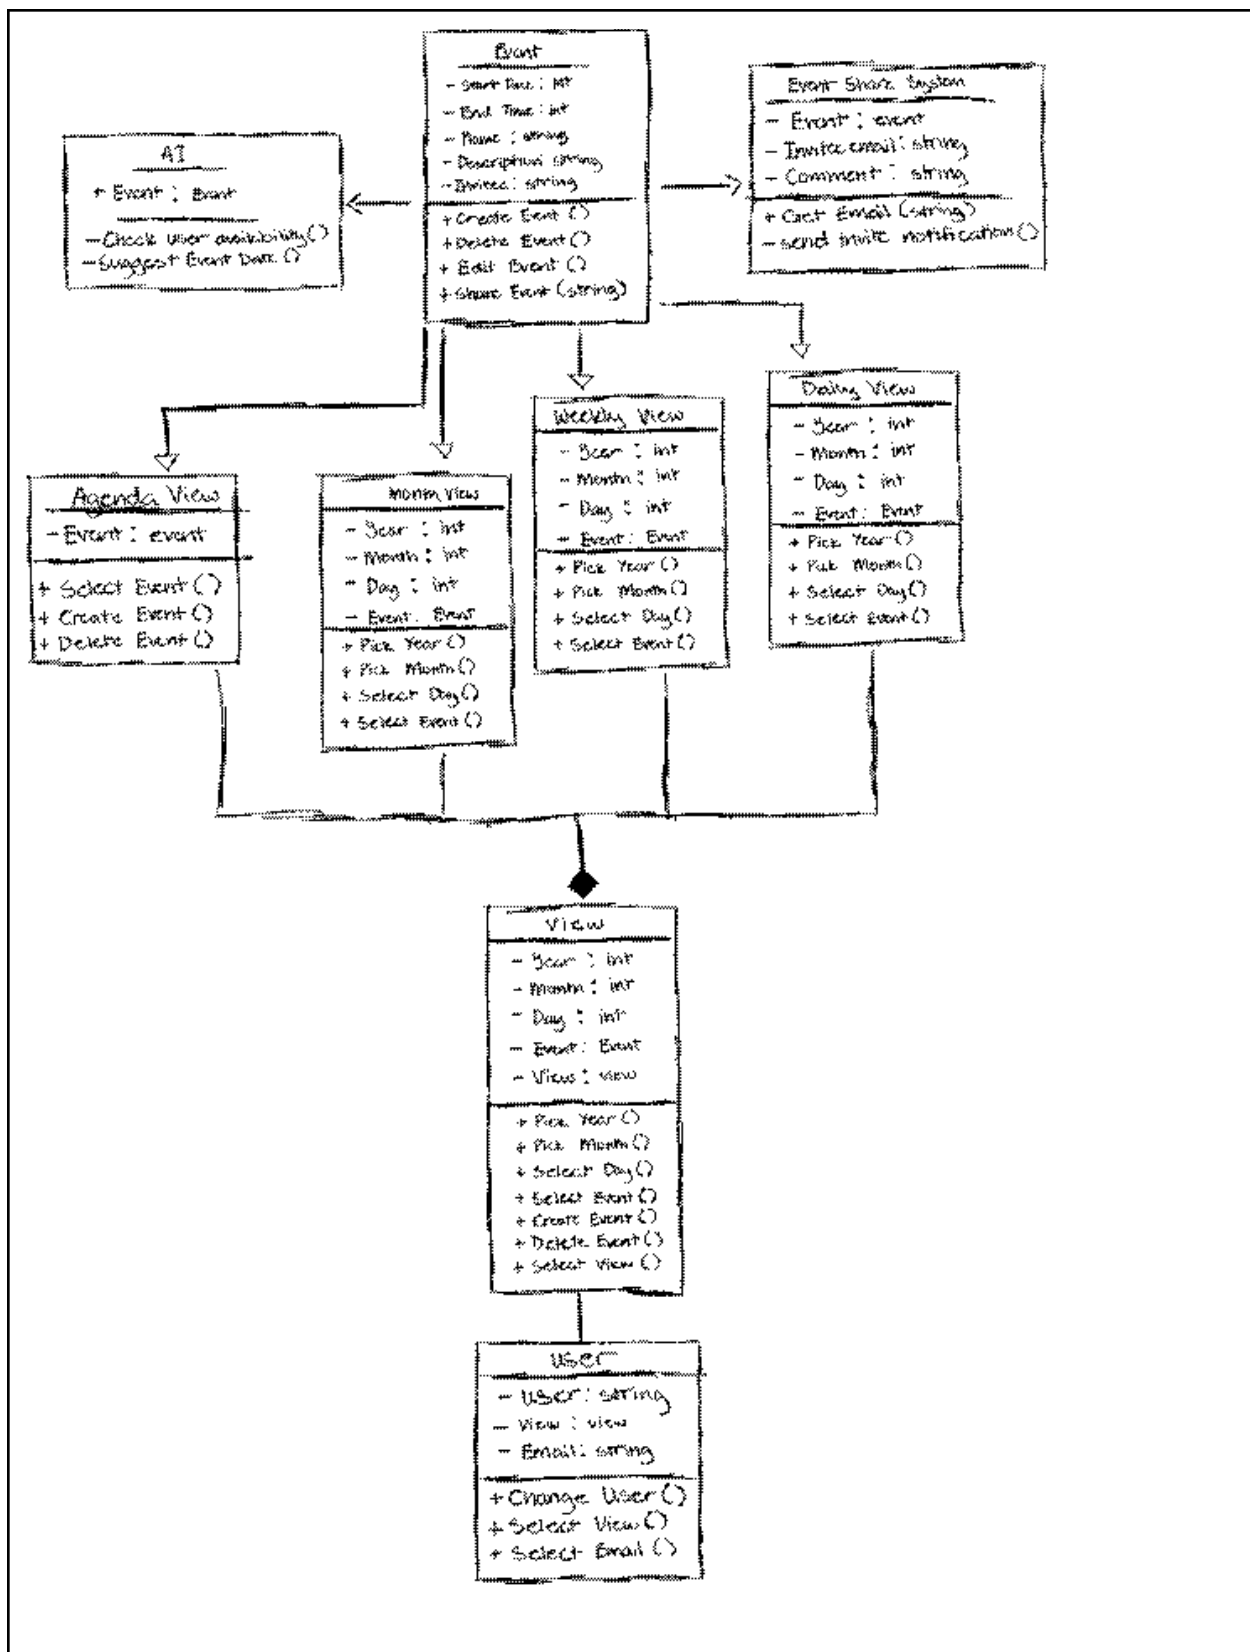 Event
- Start Date : int
- End Time : int
- Name : string
- Description string
- Invitee : string
+ Create Event ()
+ Delete Event ()
+ Edit Event ()
+ Share Event (string)
Event Share System
- Event : event
- Invitee email : string
- Comment : string
+ Get Email (string)
- send invite notification ()
AI
+ Event : Event
- Check user availibility ()
- Suggest Event Date ()
Agenda View
- Event : event
+ Select Event ()
+ Create Event ()
+ Delete Event ()
Month View
- Year : int
- Month : int
- Day : int
- Event : Event
+ Pick Year ()
+ Pick Month ()
+ Select Day ()
+ Select Event ()
Weekly View
- Year : int
- Month : int
- Day : int
- Event : Event
+ Pick Year ()
+ Pick Month ()
+ Select Day ()
+ Select Event ()
Daily View
- Year : int
- Month : int
- Day : int
- Event : Event
+ Pick Year ()
+ Pick Month ()
+ Select Day ()
+ Select Event ()
View
- Year : int
- Month : int
- Day : int
- Event : Event
- Views : view
+ Pick Year ()
+ Pick Month ()
+ Select Day ()
+ Select Event ()
+ Create Event ()
+ Delete Event ()
+ Select View ()
User
- User : string
- View : view
- Email : string
+ Change User ()
+ Select View ()
+ Select Email ()